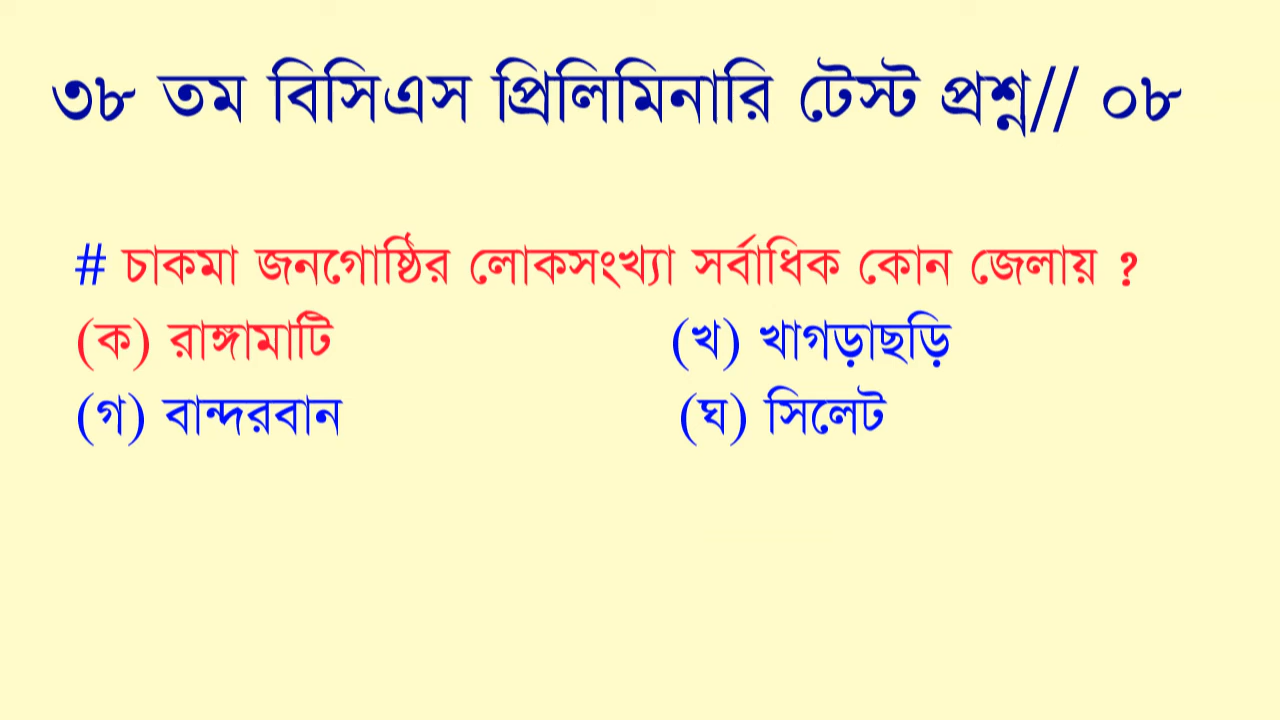 ৩৮ তম বিসিএস প্রিলিমিনারি টেস্ট প্রশ্ন// ০৮
# চাকমা জনগোষ্ঠির লোকসংখ্যা সর্বাধিক কোন জেলায় ?
(ক) রাঙ্গামাটি (খ) খাগড়াছড়ি
(গ) বান্দরবান (ঘ) সিলেট